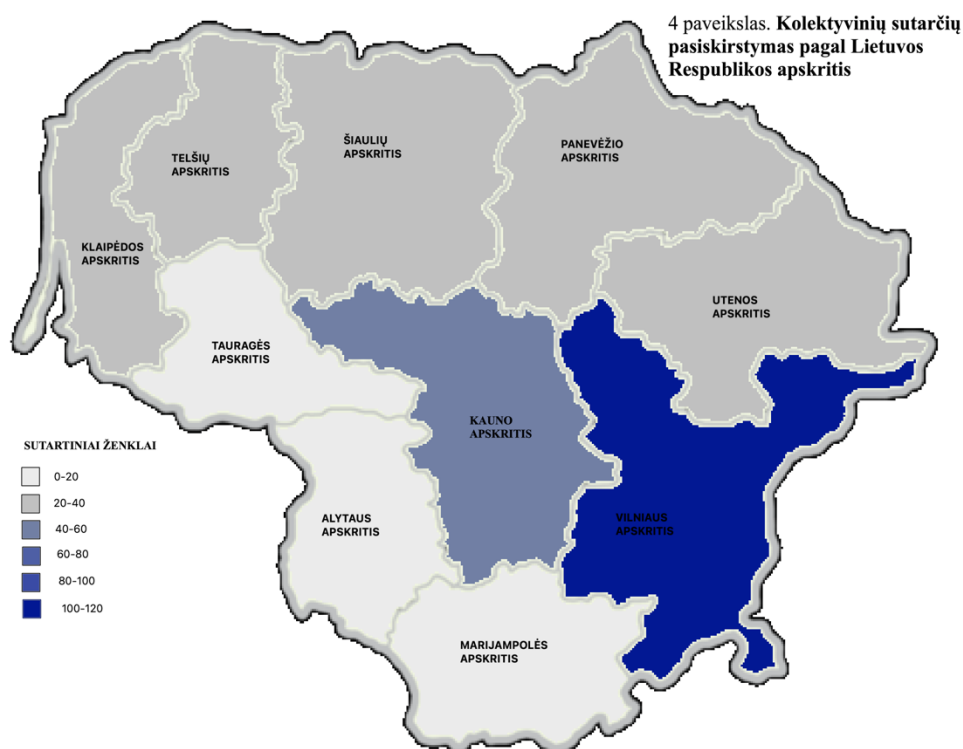 4 paveikslas. Kolektyvinių sutarčių
pasiskirstymas pagal Lietuvos
Respublikos apskritis
ŠIAULIŲ
APSKRITIS
PANEVĖŽIO
APSKRITIS
TELŠIŲ
APSKRITIS
KLAIPĖDOS
APSKRITIS
UTENOS
APSKRITIS
TAURAGĖS
APSKRITIS
KAUNO
APSKRITIS
SUTARTINIAI ŽENKLAI
0-20
20-40
40-60
60-80
80-100
100-120
ALYTAUS
APSKRITIS
VILNIAUS
APSKRITIS
MARIJAMPOLĖS
APSKRITIS